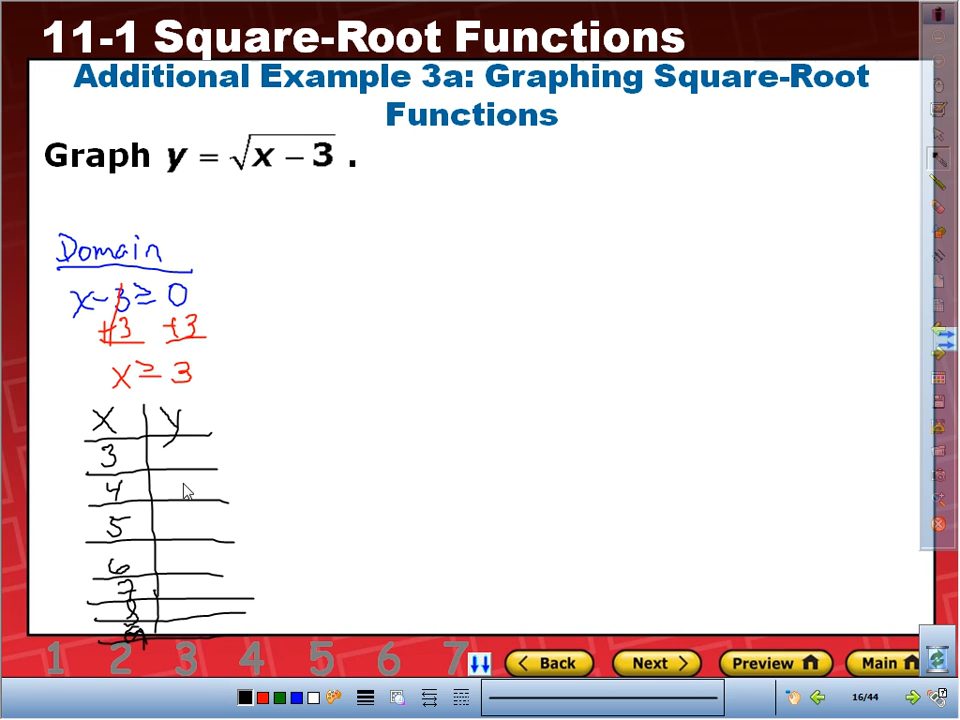 11-1 Square-Root Functions
Additional Example 3a: Graphing Square-Root
Functions
Graph y = √x − 3 .
Domain
x - 3 ≥ 0
+3 +3
x ≥ 3
x y
3
4
5
6
7
8
1 2 3 4 5 6 7
Back Next Preview Main
16/44